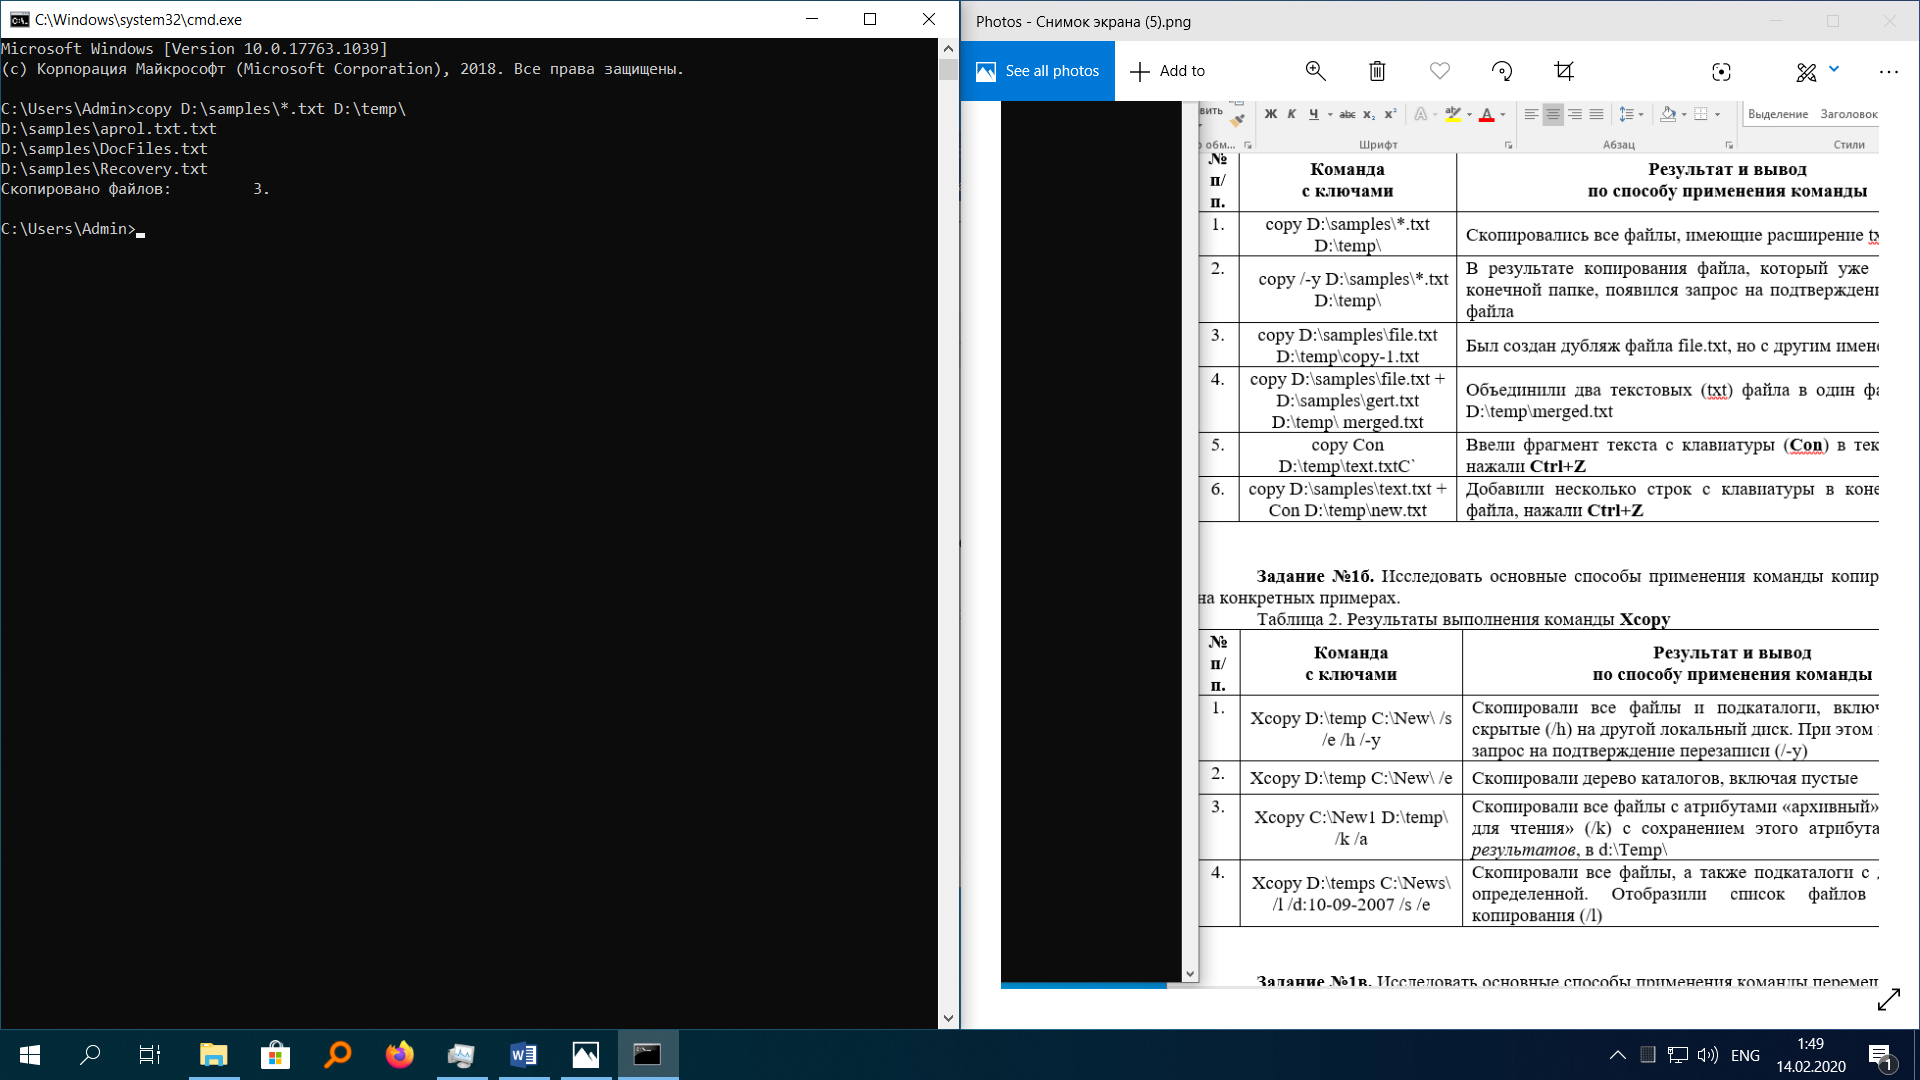 C:\Windows\system32\cmd.exe
Microsoft Windows [Version 10.0.17763.1039]
(c) Корпорация Майкрософт (Microsoft Corporation), 2018. Все права защищены.
C:\Users\Admin>copy D:\samples\*.txt D:\temp\
D:\samples\aprol.txt.txt
D:\samples\DocFiles.txt
D:\samples\Recovery.txt
Скопировано файлов: 3.
C:\Users\Admin>
Photos - Снимок экрана (5).png
See all photos
Add to
Ж К Ч abc x₂ x²
Выделение Заголовок
Шрифт Абзац Стили
№ п/ п.
Команда
с ключами
Результат и вывод
по способу применения команды
1.
copy D:\samples\*.txt
D:\temp\
Скопировались все файлы, имеющие расширение
2.
copy /-y D:\samples\*.txt
D:\temp\
В результате копирования файла, который уже
конечной папке, появился запрос на подтвержден
файла
3.
copy D:\samples\file.txt
D:\temp\copy-1.txt
Был создан дубляж файла file.txt, но с другим имен
4.
copy D:\samples\file.txt +
D:\samples\gert.txt
D:\temp\ merged.txt
Объединили два текстовых (txt) файла в один ф
D:\temp\merged.txt
5.
copy Con
D:\temp\text.txtC`
Ввели фрагмент текста с клавиатуры (Con) в тек
нажали Ctrl+Z
6.
copy D:\samples\text.txt +
Con D:\temp\new.txt
Добавили несколько строк с клавиатуры в кон
файла, нажали Ctrl+Z
Задание №1б. Исследовать основные способы применения команды копир
на конкретных примерах.
Таблица 2. Результаты выполнения команды Xcopy
№ п/ п.
Команда
с ключами
Результат и вывод
по способу применения команды
1.
Xcopy D:\temp C:\New\ /s
/e /h /-y
Скопировали все файлы и подкаталоги, вклю
скрытые (/h) на другой локальный диск. При этом
запрос на подтверждение перезаписи (/-y)
2.
Xcopy D:\temp C:\New\ /e
Скопировали дерево каталогов, включая пустые
3.
Xcopy C:\New1 D:\temp\
/k /a
Скопировали все файлы с атрибутами «архивный»
для чтения» (/k) с сохранением этого атрибута
результатов, в d:\Temp\
4.
Xcopy D:\temps C:\News\
/l /d:10-09-2007 /s /e
Скопировали все файлы, а также подкаталоги с
определенной. Отобразили список файлов
копирования (/l)
Задание №1в. Исследовать основные способы применения команды перемещ
ENG
1:49
14.02.2020
1